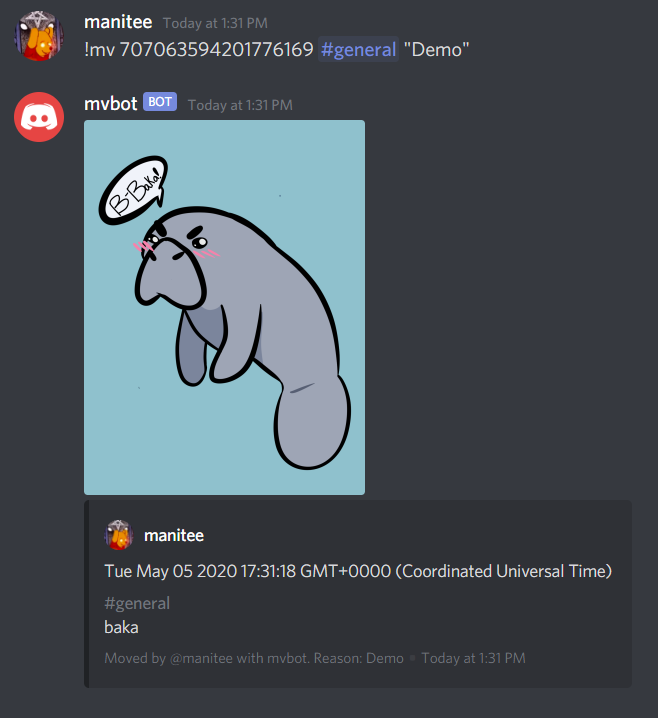 manitee Today at 1:31 PM
!mv 707063594201776169 #general "Demo"
mvbot BOT Today at 1:31 PM
B-Baka!
manitee
Tue May 05 2020 17:31:18 GMT+0000 (Coordinated Universal Time)
#general
baka
Moved by @manitee with mvbot. Reason: Demo • Today at 1:31 PM